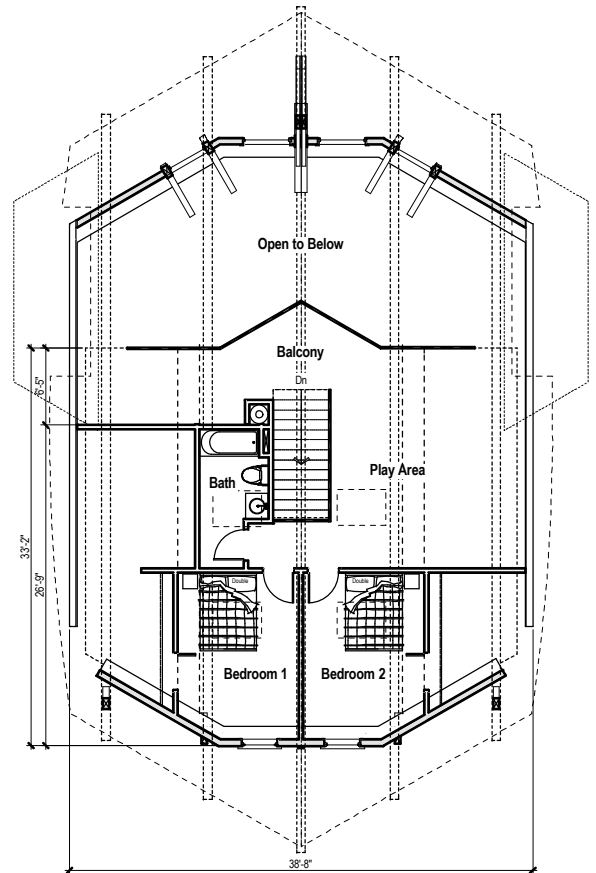 Open to Below
Balcony
Dn
6'-5"
Play Area
Bath
33'-2"
26'-9"
Double
Double
Bedroom 1
Bedroom 2
38'-8"